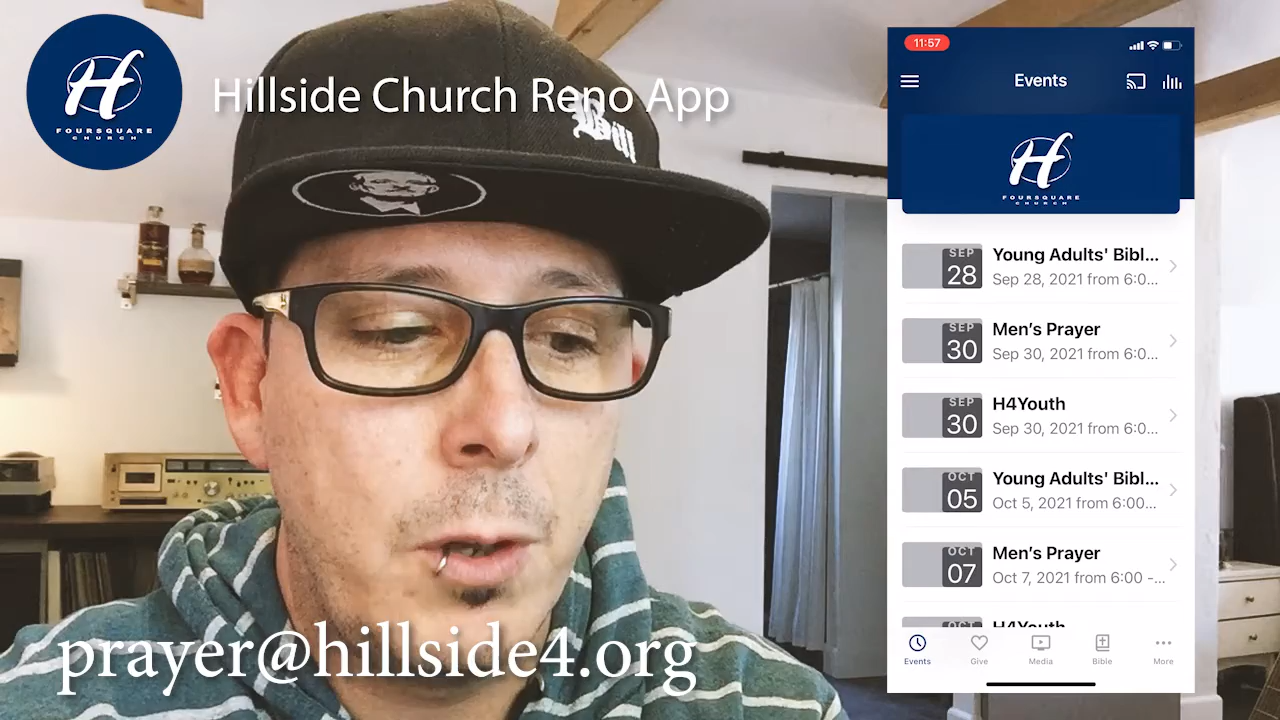 H
FOURSQUARE
CHURCH
Hillside Church Reno App
prayer@hillside4.org
11:57
Events
H
FOURSQUARE
CHURCH
SEP
28
Young Adults' Bibl...
Sep 28, 2021 from 6:0...
SEP
30
Men's Prayer
Sep 30, 2021 from 6:0...
SEP
30
H4Youth
Sep 30, 2021 from 6:0...
OCT
05
Young Adults' Bibl...
Oct 5, 2021 from 6:00...
OCT
07
Men's Prayer
Oct 7, 2021 from 6:00 -...
OCT
H4Youth
Events
Give
Media
Bible
More